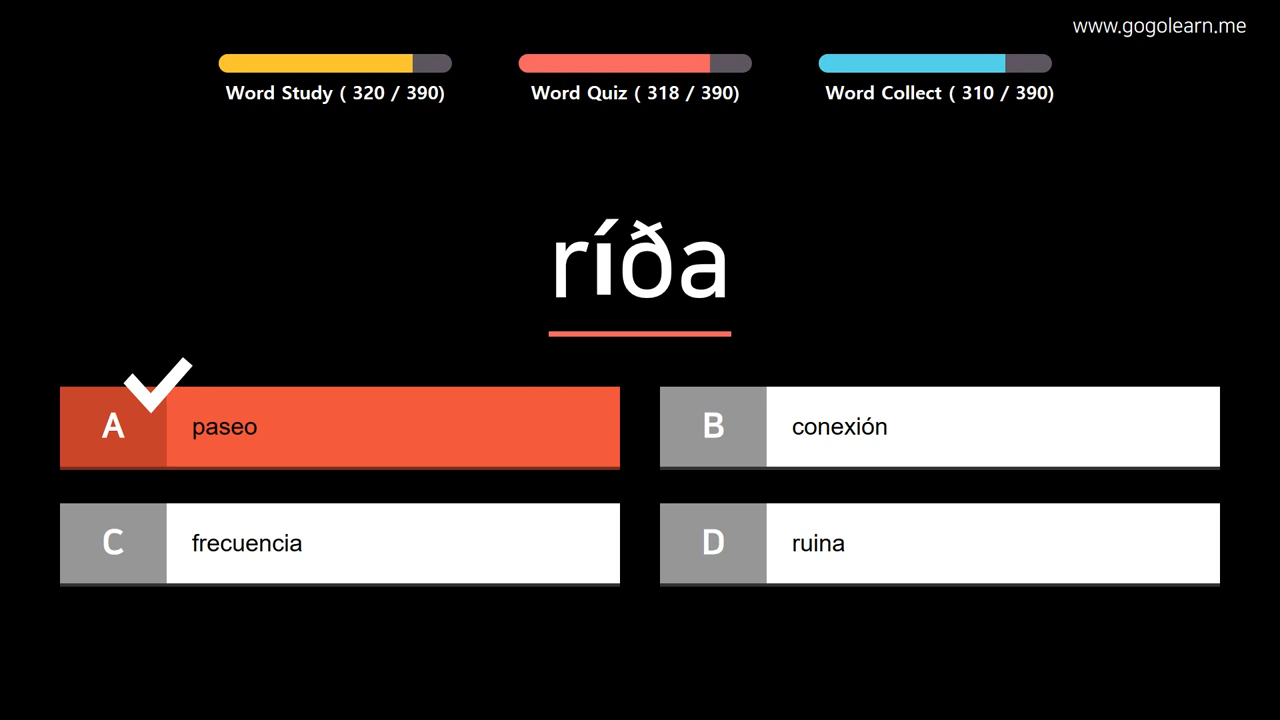 www.gogolearn.me
Word Study ( 320 / 390)
Word Quiz ( 318 / 390)
Word Collect ( 310 / 390)
ríða
A paseo
B conexión
C frecuencia
D ruina